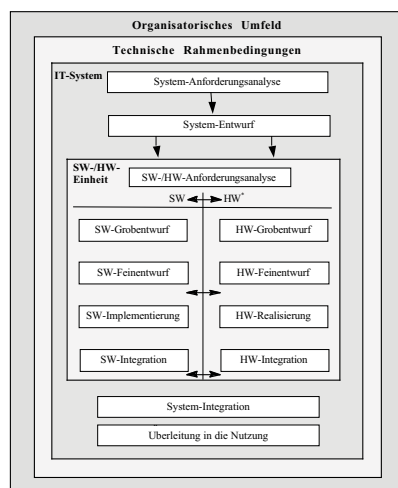 Organisatorisches Umfeld
Technische Rahmenbedingungen
IT-System
System-Anforderungsanalyse
System-Entwurf
SW-/HW-
Einheit
SW-/HW-Anforderungsanalyse
SW HW*
SW-Grobentwurf HW-Grobentwurf
SW-Feinentwurf HW-Feinentwurf
SW-Implementierung HW-Realisierung
SW-Integration HW-Integration
System-Integration
Überleitung in die Nutzung